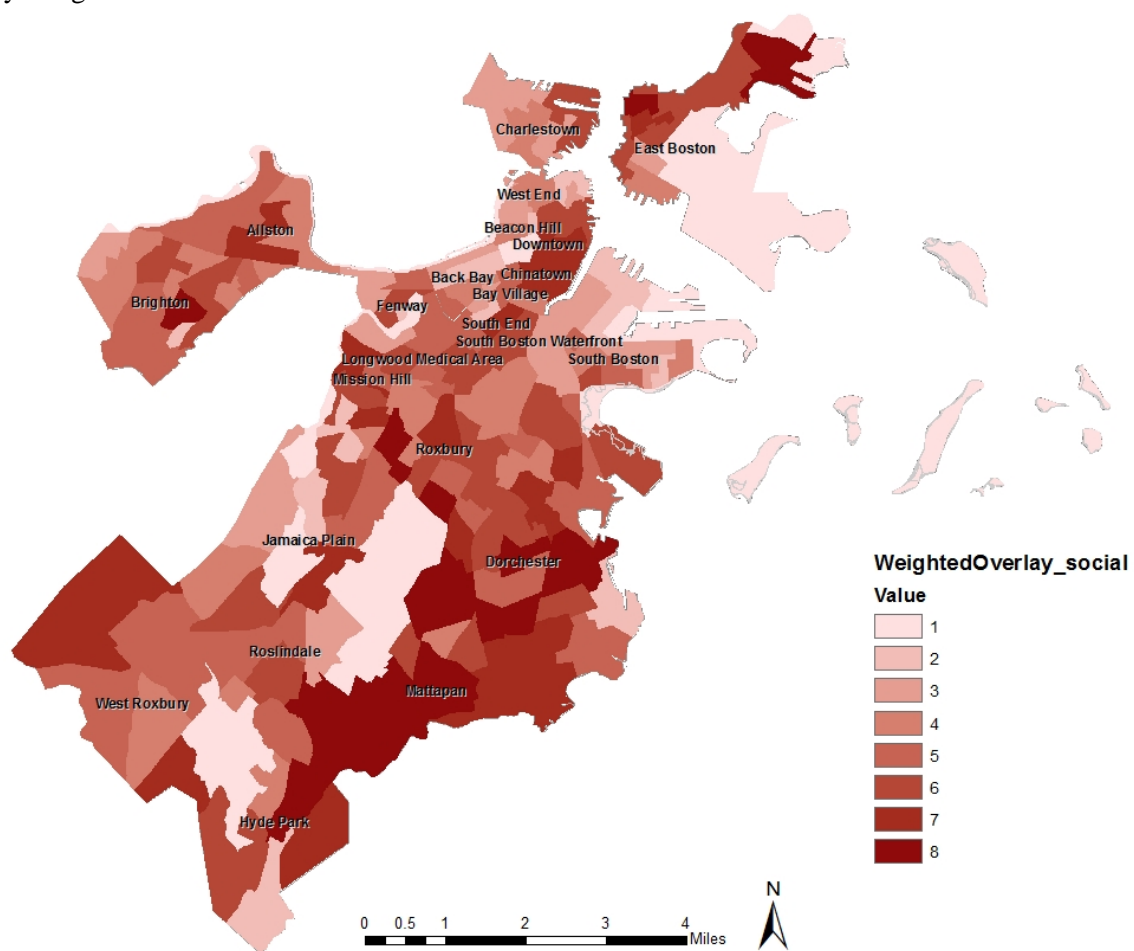 Charlestown
East Boston
West End
Allston
Beacon Hill
Downtown
Back Bay
Chinatown
Bay Village
Brighton
Fenway
South End
South Boston Waterfront
Longwood Medical Area
South Boston
Mission Hill
Roxbury
Jamaica Plain
Dorchester
Roslindale
Mattapan
West Roxbury
Hyde Park
WeightedOverlay_social
Value
1
2
3
4
5
6
7
8
N
0 0.5 1 2 3 4
Miles